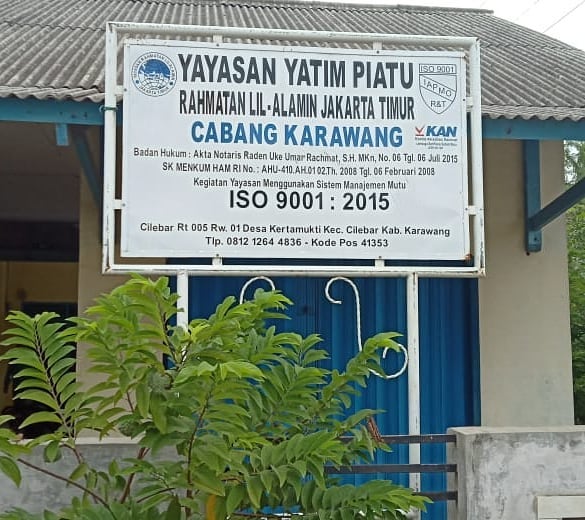 YAYASAN YATIM PIATU
RAHMATAN LIL-ALAMIN JAKARTA TIMUR
CABANG KARAWANG
Badan Hukum : Akta Notaris Raden Uke Umar Rachmat, S.H. MKn, No. 06 Tgl. 06 Juli 2015
SK MENKUM HAM RI No.: AHU-410.AH.01 02.Th. 2008 Tgl. 06 Februari 2008
Kegiatan Yayasan Menggunakan Sistem Manajemen Mutu
ISO 9001 : 2015
Cilebar Rt 005 Rw. 01 Desa Kertamukti Kec. Cilebar Kab. Karawang
Tlp. 0812 1264 4836 - Kode Pos 41353
ISO 9001
IAPMO
R&T
KAN